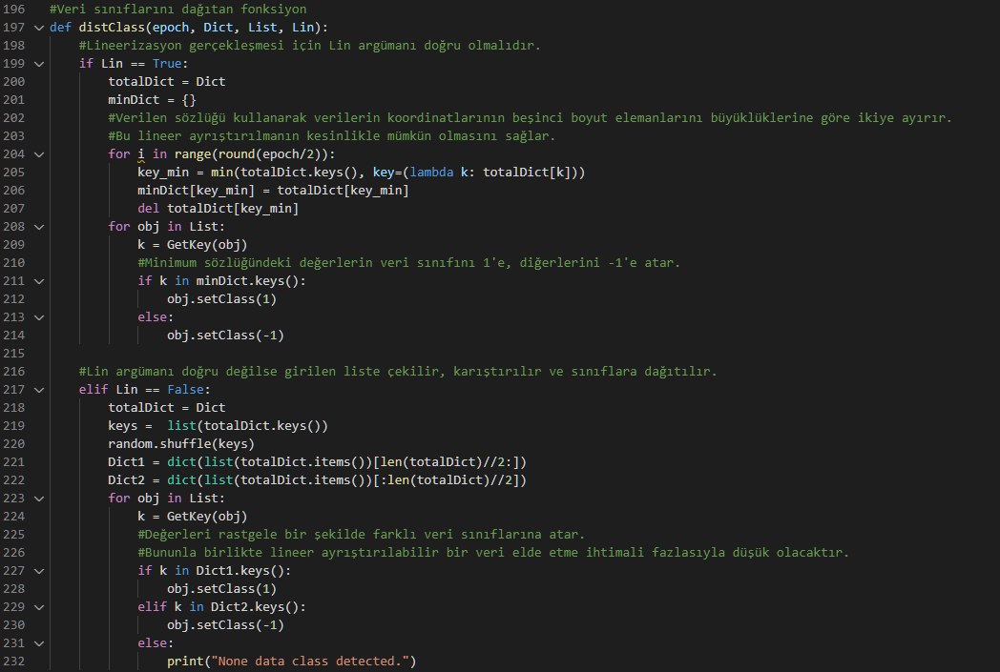 196 #Veri sınıflarını dağıtan fonksiyon
197 def distClass(epoch, Dict, List, Lin):
198     #Lineerizasyon gerçekleşmesi için Lin argümanı doğru olmalıdır.
199     if Lin == True:
200         totalDict = Dict
201         minDict = {}
202         #Verilen sözlüğü kullanarak verilerin koordinatlarının beşinci boyut elemanlarını büyüklüklerine göre ikiye ayırır.
203         #Bu lineer ayrıştırılmanın kesinlikle mümkün olmasını sağlar.
204         for i in range(round(epoch/2)):
205             key_min = min(totalDict.keys(), key=(lambda k: totalDict[k]))
206             minDict[key_min] = totalDict[key_min]
207             del totalDict[key_min]
208         for obj in List:
209             k = GetKey(obj)
210             #Minimum sözlüğündeki değerlerin veri sınıfını 1'e, diğerlerini -1'e atar.
211             if k in minDict.keys():
212                 obj.setClass(1)
213             else:
214                 obj.setClass(-1)
215
216     #Lin argümanı doğru değilse girilen liste çekilir, karıştırılır ve sınıflara dağıtılır.
217     elif Lin == False:
218         totalDict = Dict
219         keys =  list(totalDict.keys())
220         random.shuffle(keys)
221         Dict1 = dict(list(totalDict.items())[len(totalDict)//2:])
222         Dict2 = dict(list(totalDict.items())[:len(totalDict)//2])
223         for obj in List:
224             k = GetKey(obj)
225             #Değerleri rastgele bir şekilde farklı veri sınıflarına atar.
226             #Bununla birlikte lineer ayrıştırılabilir bir veri elde etme ihtimali fazlasıyla düşük olacaktır.
227             if k in Dict1.keys():
228                 obj.setClass(1)
229             elif k in Dict2.keys():
230                 obj.setClass(-1)
231             else:
232                 print("None data class detected.")